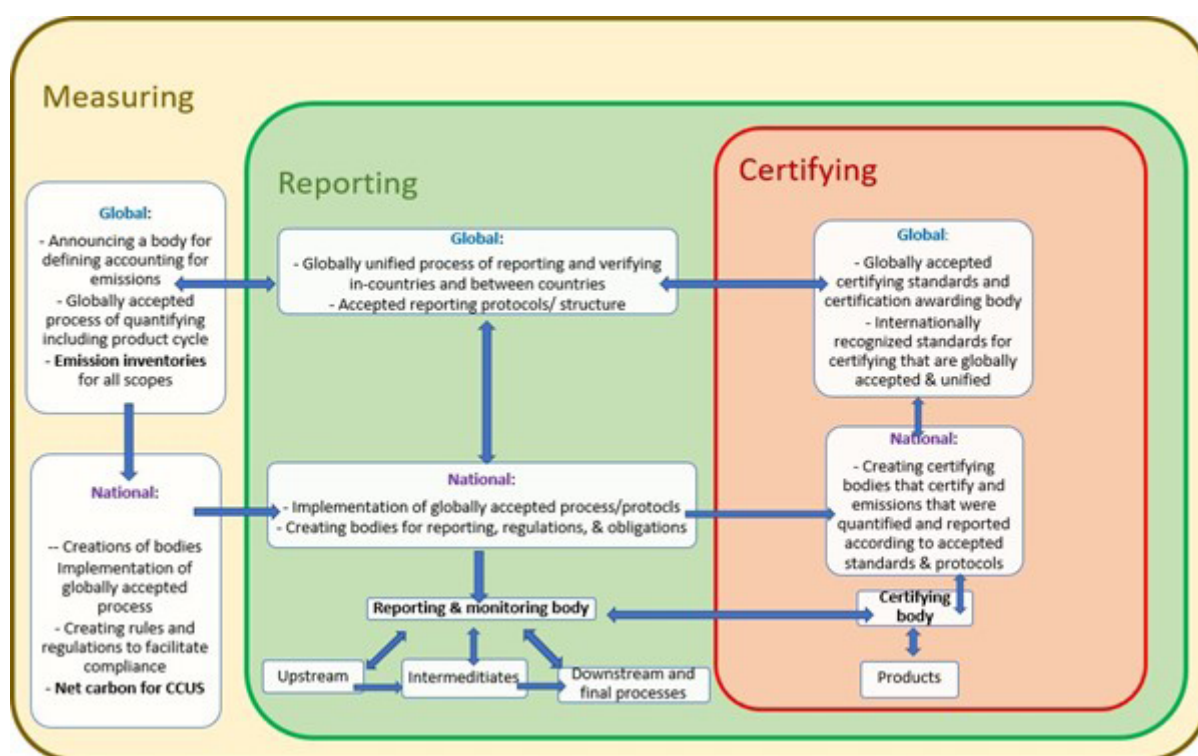 Measuring
Global:
- Announcing a body for
defining accounting for
emissions
- Globally accepted
process of quantifying
including product cycle
- Emission inventories
for all scopes
National:
-- Creations of bodies
Implementation of
globally accepted
process
- Creating rules and
regulations to facilitate
compliance
- Net carbon for CCUS
Reporting
Global:
- Globally unified process of reporting and verifying
in-countries and between countries
- Accepted reporting protocols/ structure
National:
- Implementation of globally accepted process/protocls
- Creating bodies for reporting, regulations, & obligations
Reporting & monitoring body
Upstream
Intermeditiates
Downstream and
final processes
Certifying
Global:
- Globally accepted
certifying standards and
certification awarding body
- Internationally
recognized standards for
certifying that are globally
accepted & unified
National:
- Creating certifying
bodies that certify and
emissions that were
quantified and reported
according to accepted
standards & protocols
Certifying
body
Products